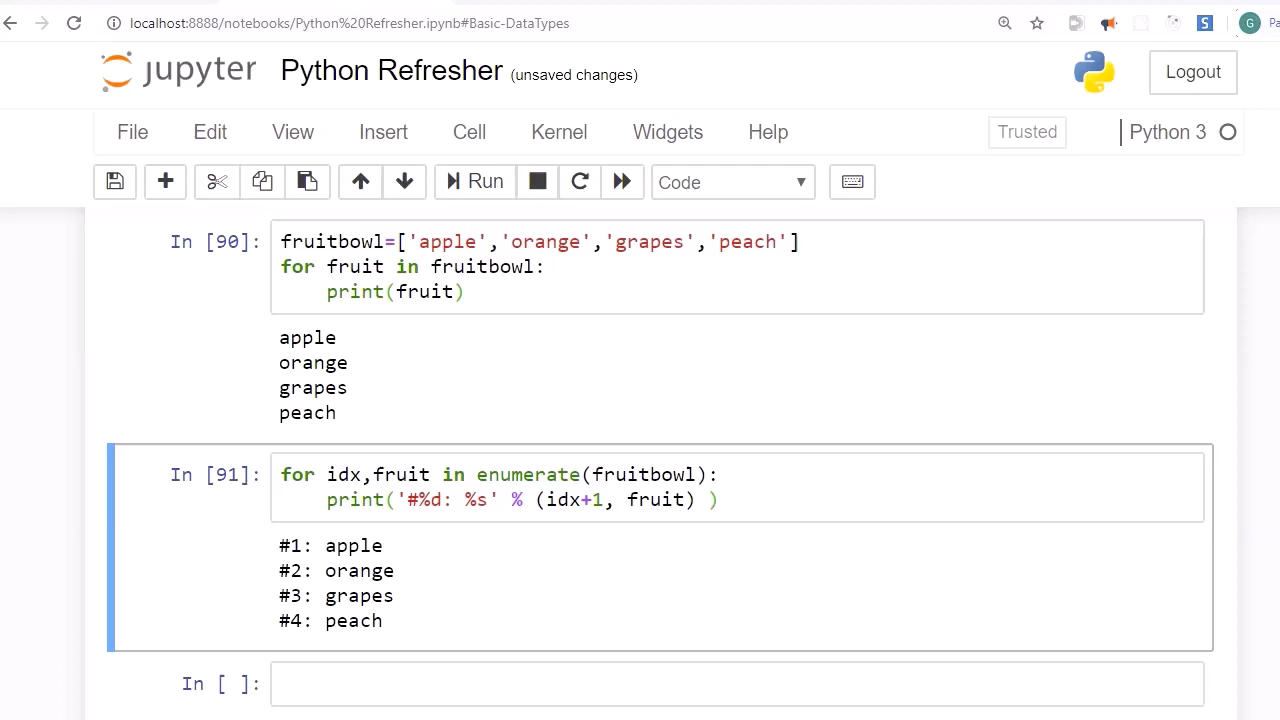 localhost:8888/notebooks/Python%20Refresher.ipynb#Basic-DataTypes
S
G
Pa
jupyter Python Refresher (unsaved changes)
Logout
File Edit View Insert Cell Kernel Widgets Help
Trusted
Python 3
Run
Code
In [90]:
fruitbowl=['apple','orange','grapes','peach']
for fruit in fruitbowl:
    print(fruit)
apple
orange
grapes
peach
In [91]:
for idx,fruit in enumerate(fruitbowl):
    print('#%d: %s' % (idx+1, fruit) )
#1: apple
#2: orange
#3: grapes
#4: peach
In [ ]: